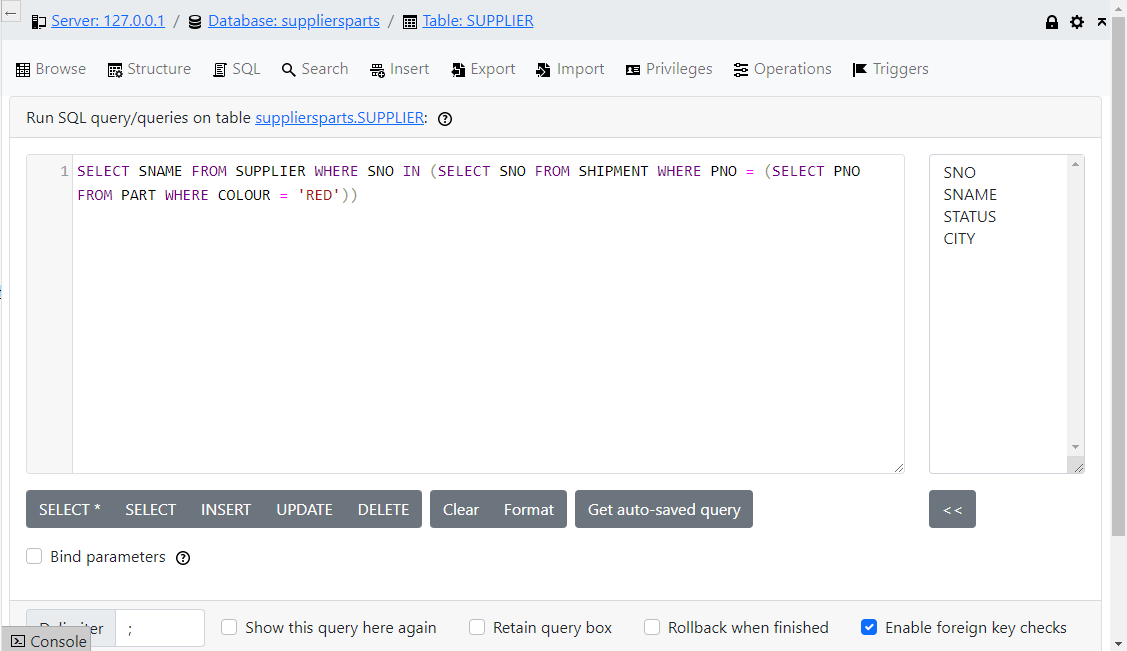 Server: 127.0.0.1 / Database: suppliersparts / Table: SUPPLIER
Browse Structure SQL Search Insert Export Import Privileges Operations Triggers
Run SQL query/queries on table suppliersparts.SUPPLIER:
1 SELECT SNAME FROM SUPPLIER WHERE SNO IN (SELECT SNO FROM SHIPMENT WHERE PNO = (SELECT PNO
FROM PART WHERE COLOUR = 'RED'))
SNO
SNAME
STATUS
CITY
SELECT * SELECT INSERT UPDATE DELETE Clear Format Get auto-saved query <<
Bind parameters
Delimiter ; Show this query here again Retain query box Rollback when finished Enable foreign key checks
Console